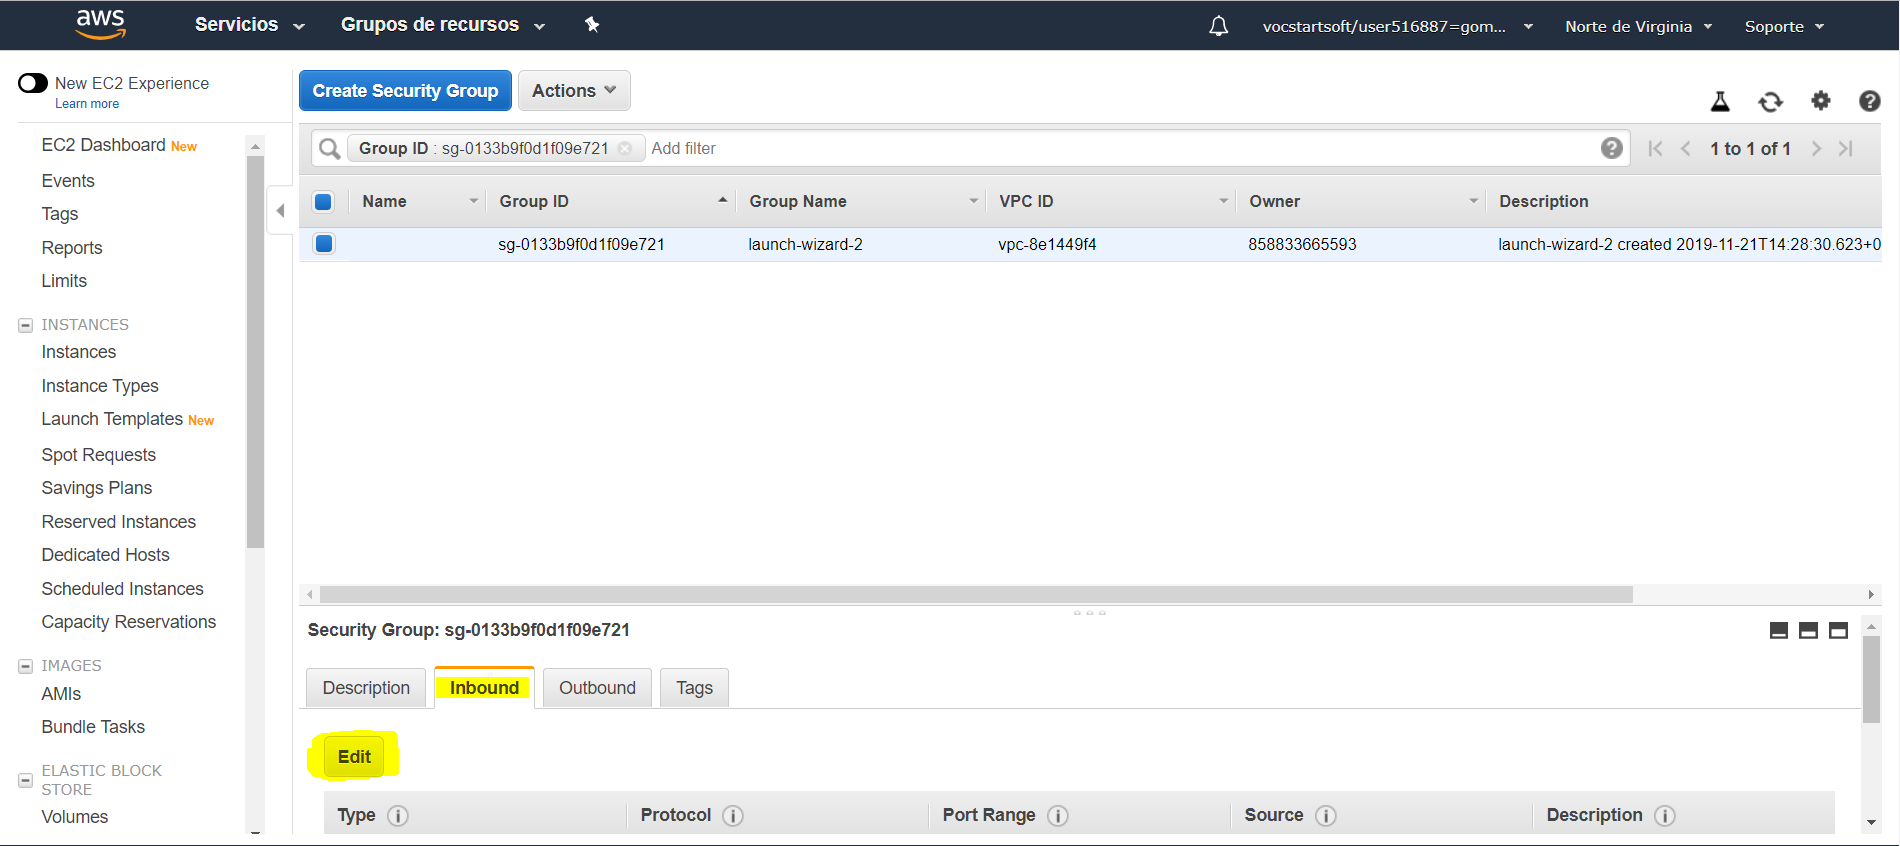 aws Servicios Grupos de recursos vocstartsoft/user516887=gom... Norte de Virginia Soporte
New EC2 Experience
Learn more
EC2 Dashboard New
Events
Tags
Reports
Limits
INSTANCES
Instances
Instance Types
Launch Templates New
Spot Requests
Savings Plans
Reserved Instances
Dedicated Hosts
Scheduled Instances
Capacity Reservations
IMAGES
AMIs
Bundle Tasks
ELASTIC BLOCK
STORE
Volumes
Create Security Group Actions
Group ID : sg-0133b9f0d1f09e721 Add filter 1 to 1 of 1
Name Group ID Group Name VPC ID Owner Description
sg-0133b9f0d1f09e721 launch-wizard-2 vpc-8e1449f4 858833665593 launch-wizard-2 created 2019-11-21T14:28:30.623+0
Security Group: sg-0133b9f0d1f09e721
Description Inbound Outbound Tags
Edit
Type Protocol Port Range Source Description